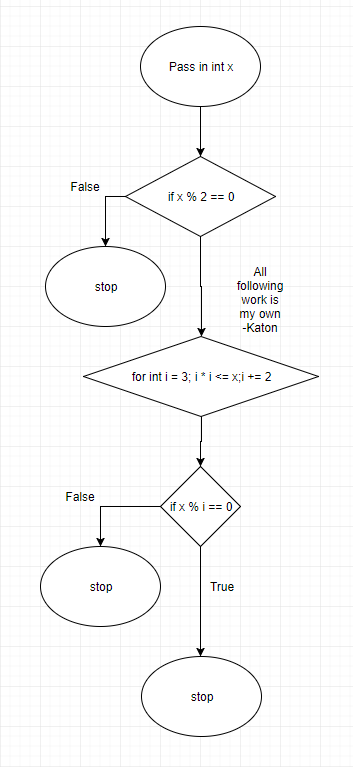 Pass in int x
if x % 2 == 0
False
stop
All
following
work is
my own
-Katon
for int i = 3; i * i <= x;i += 2
if x % i == 0
False
stop
True
stop